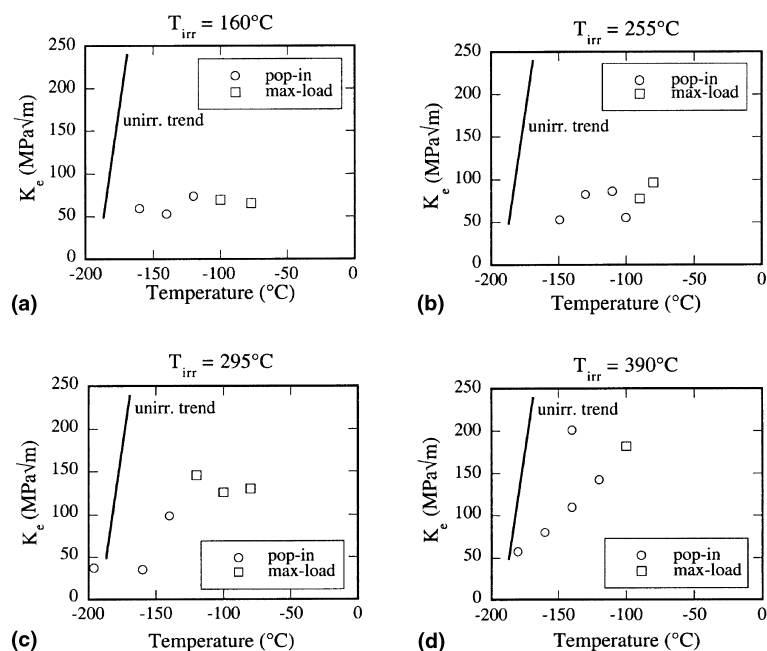 T_irr = 160°C
250
200
150
100
50
0
K_e (MPa√m)
pop-in
max-load
unirr. trend
-200 -150 -100 -50 0
Temperature (°C)
(a)
T_irr = 255°C
250
200
150
100
50
0
K_e (MPa√m)
pop-in
max-load
unirr. trend
-200 -150 -100 -50 0
Temperature (°C)
(b)
T_irr = 295°C
250
200
150
100
50
0
K_e (MPa√m)
unirr. trend
pop-in
max-load
-200 -150 -100 -50 0
Temperature (°C)
(c)
T_irr = 390°C
250
200
150
100
50
0
K_e (MPa√m)
unirr. trend
pop-in
max-load
-200 -150 -100 -50 0
Temperature (°C)
(d)